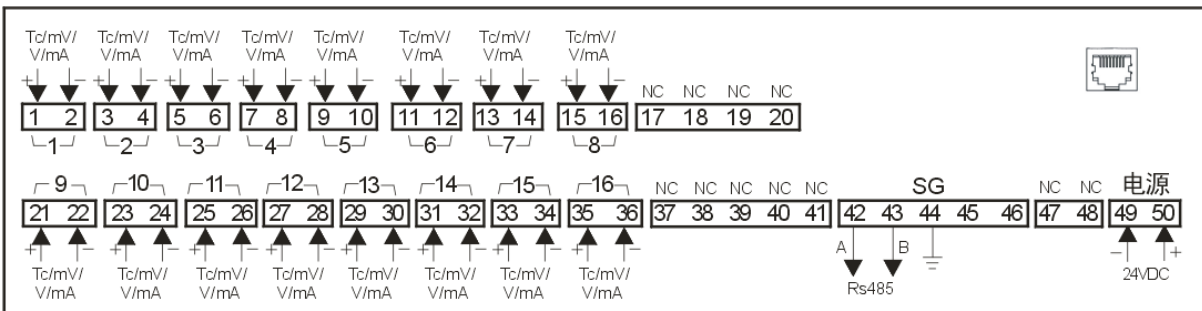 Tc/mV/ Tc/mV/ Tc/mV/ Tc/mV/ Tc/mV/ Tc/mV/ Tc/mV/ Tc/mV/
V/mA V/mA V/mA V/mA V/mA V/mA V/mA V/mA
+ − + − + − + − + − + − + − + −
NC NC NC NC
1 2 3 4 5 6 7 8 9 10 11 12 13 14 15 16 17 18 19 20
1 2 3 4 5 6 7 8
9 10 11 12 13 14 15 16 NC NC NC NC NC SG NC NC 电源
21 22 23 24 25 26 27 28 29 30 31 32 33 34 35 36 37 38 39 40 41 42 43 44 45 46 47 48 49 50
+ − + − + − + − + − + − + − + − A B − +
Tc/mV/ Tc/mV/ Tc/mV/ Tc/mV/ Tc/mV/ Tc/mV/ Tc/mV/ Tc/mV/ 24VDC
V/mA V/mA V/mA V/mA V/mA V/mA V/mA V/mA Rs485